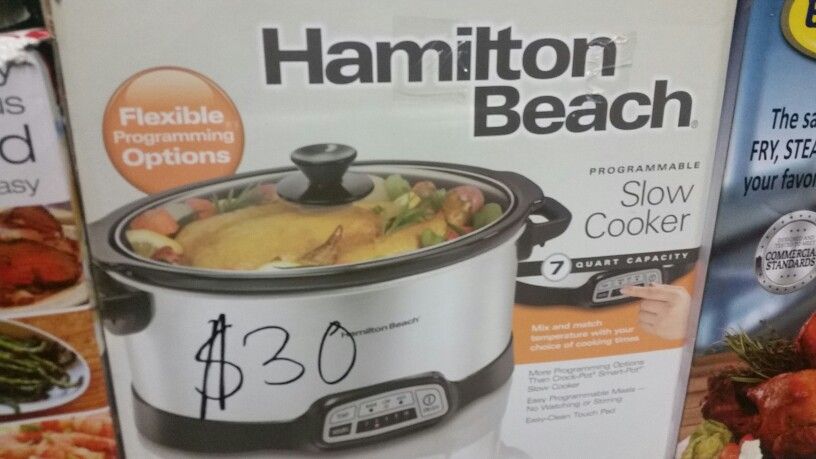 Hamilton
Beach®
Flexible
Programming
Options
PROGRAMMABLE
Slow
Cooker
7 QUART CAPACITY
Mix and match
temperature with your
choice of cooking times
More Programming Options
Than Crock-Pot® Smart-Pot®
Slow Cooker
Easy Programmable Meals –
No Watching or Stirring
Easy-Clean Touch Pad
Hamilton Beach
$30
us
d
asy
The sa
FRY, STEA
your favor
COMMERCIAL
STANDARDS